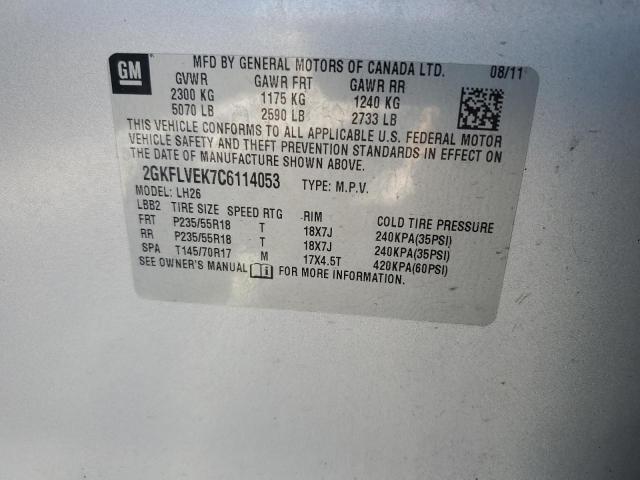 GM
MFD BY GENERAL MOTORS OF CANADA LTD. 08/11
GVWR GAWR FRT GAWR RR
2300 KG 1175 KG 1240 KG
5070 LB 2590 LB 2733 LB
THIS VEHICLE CONFORMS TO ALL APPLICABLE U.S. FEDERAL MOTOR
VEHICLE SAFETY AND THEFT PREVENTION STANDARDS IN EFFECT ON
THE DATE OF MANUFACTURE SHOWN ABOVE.
2GKFLVEK7C6114053 TYPE: M.P.V.
MODEL: LH26
LBB2 TIRE SIZE SPEED RTG RIM COLD TIRE PRESSURE
FRT P235/55R18 T 18X7J 240KPA(35PSI)
RR P235/55R18 T 18X7J 240KPA(35PSI)
SPA T145/70R17 M 17X4.5T 420KPA(60PSI)
SEE OWNER'S MANUAL FOR MORE INFORMATION.